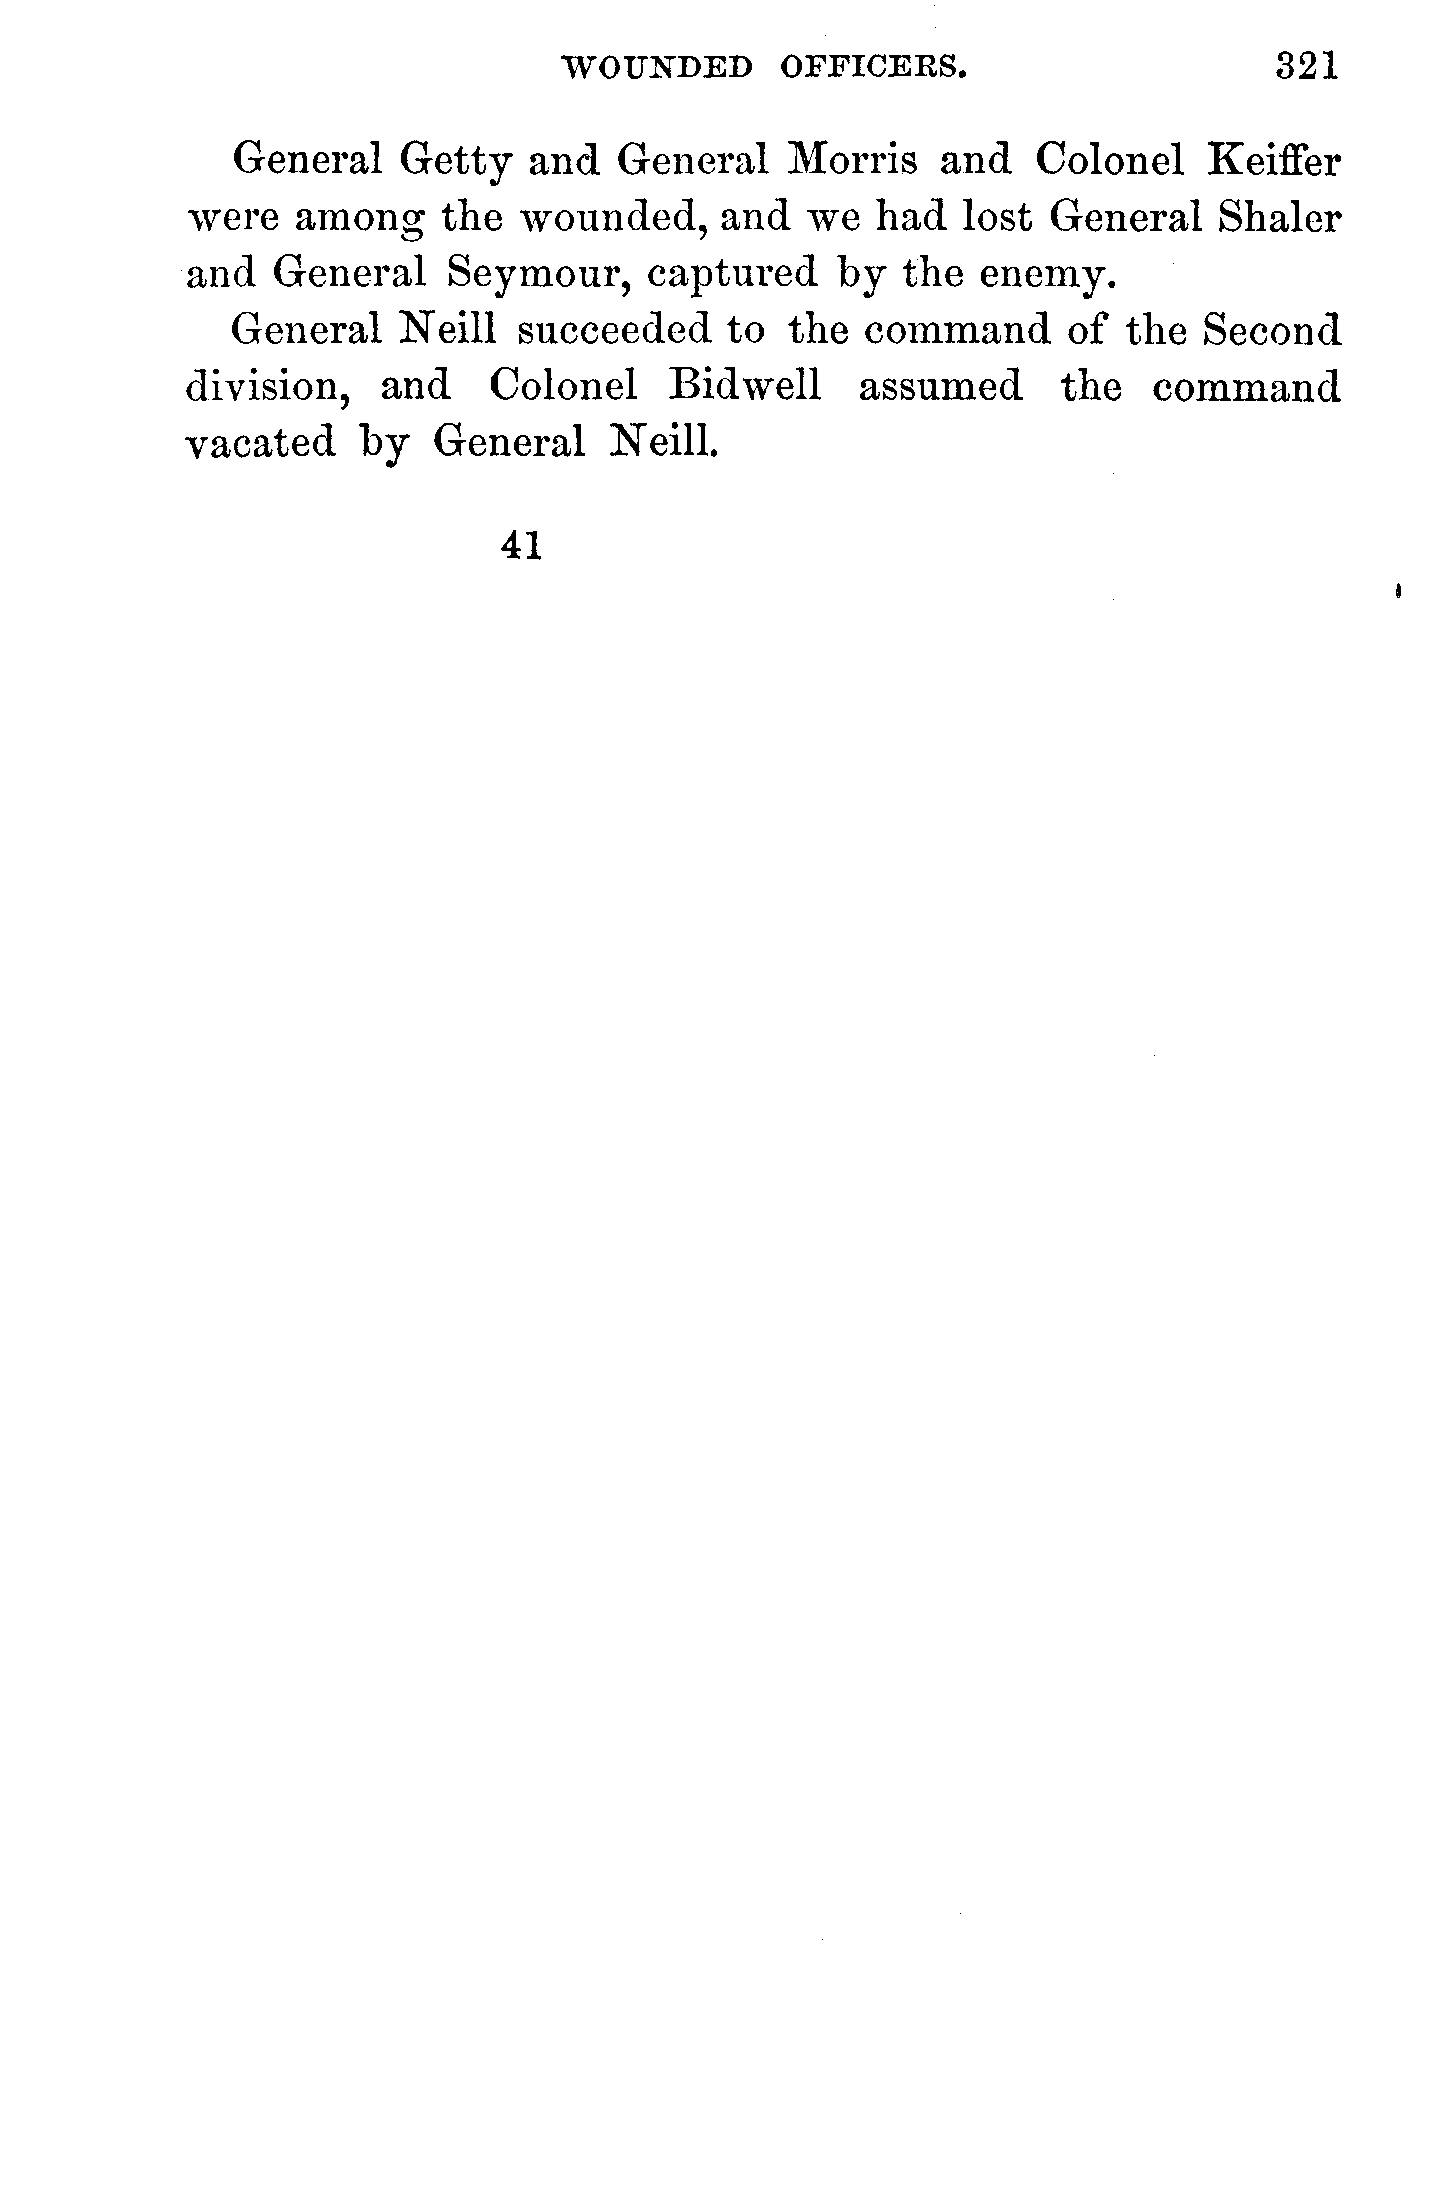 WOUNDED OFFICERS. 321
General Getty and General Morris and Colonel Keiffer
were among the wounded, and we had lost General Shaler
and General Seymour, captured by the enemy.
General Neill succeeded to the command of the Second
division, and Colonel Bidwell assumed the command
vacated by General Neill.
41